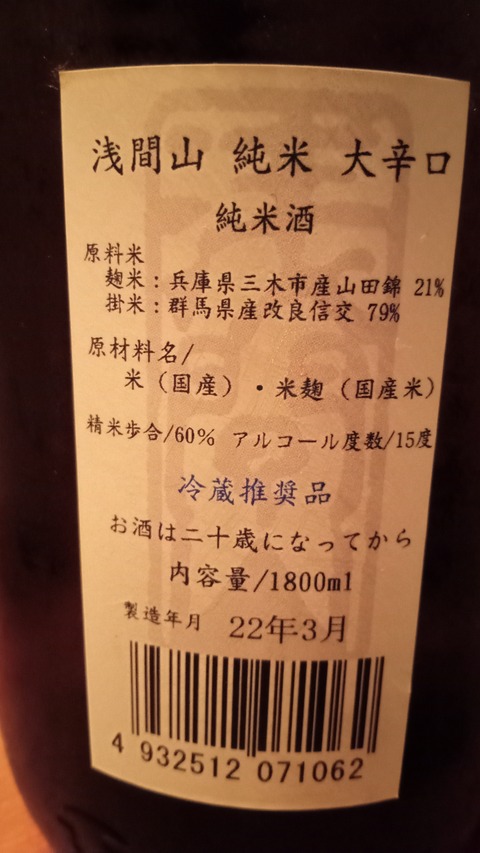 浅間山 純米 大辛口
純米酒
原料米
麹米：兵庫県三木市産山田錦 21%
掛米：群馬県産改良信交 79%
原材料名/
米（国産）・米麹（国産米）
精米歩合/60% アルコール度数/15度
冷蔵推奨品
お酒は二十歳になってから
内容量/1800ml
製造年月 22年3月
4 932512 071062